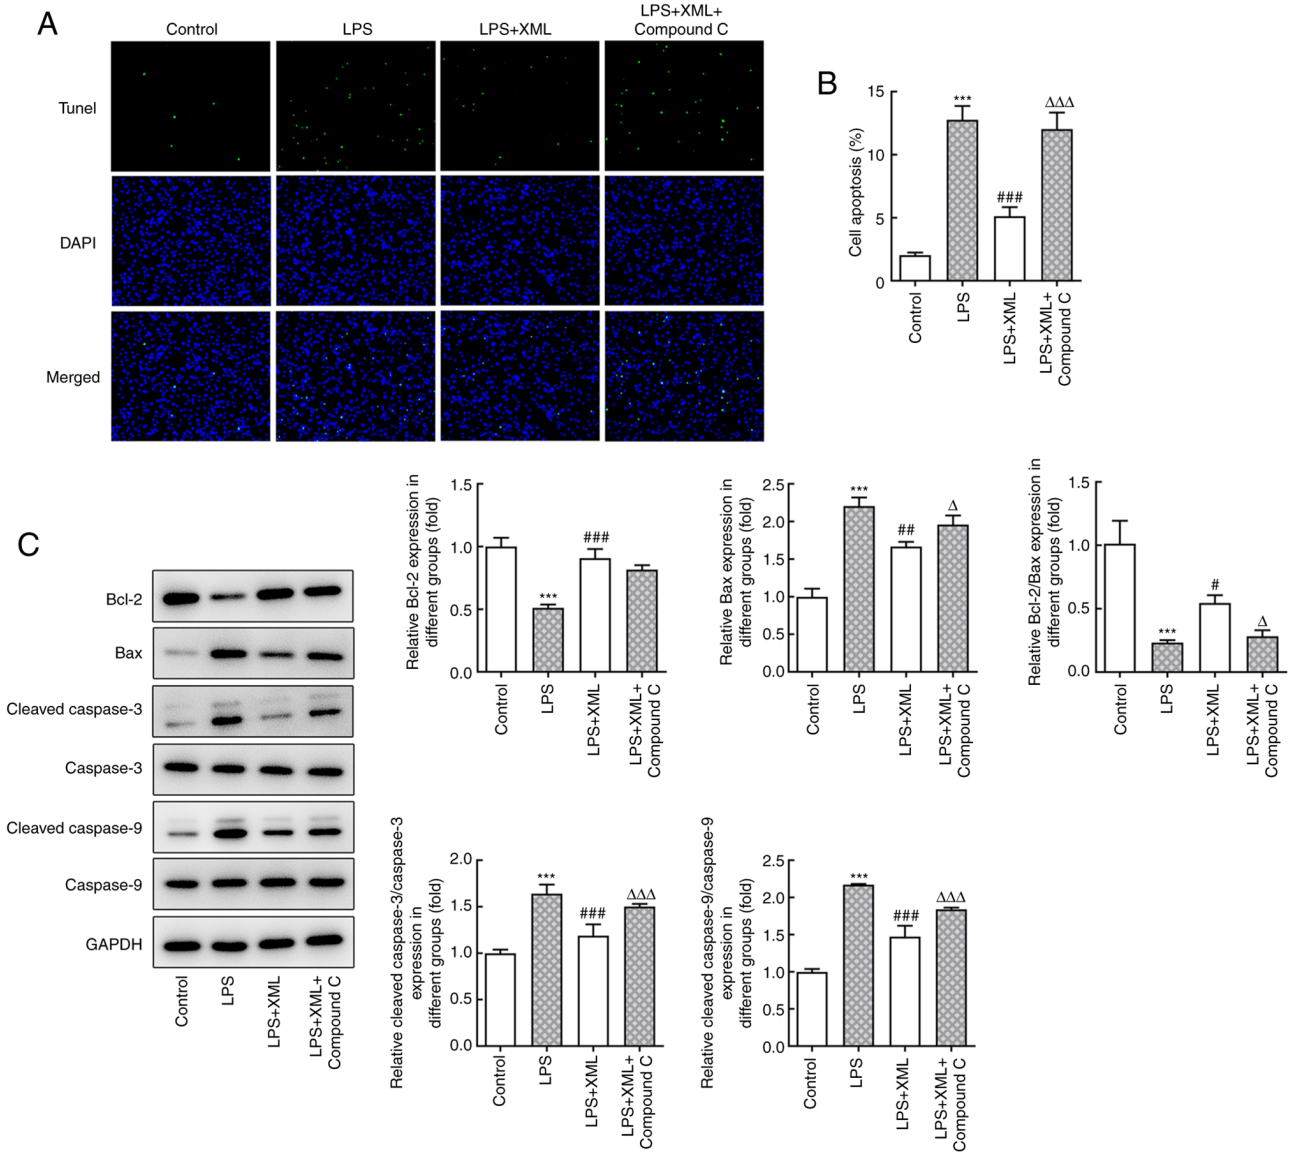 A
Control
LPS
LPS+XML
LPS+XML+
Compound C
Tunel
DAPI
Merged
B
Cell apoptosis (%)
15
10
5
0
***
###
ΔΔΔ
Control
LPS
LPS+XML
LPS+XML+
Compound C
C
Bcl-2
Bax
Cleaved caspase-3
Caspase-3
Cleaved caspase-9
Caspase-9
GAPDH
Control
LPS
LPS+XML
LPS+XML+
Compound C
Relative Bcl-2 expression in
different groups (fold)
1.5
1.0
0.5
0.0
***
###
Control
LPS
LPS+XML
LPS+XML+
Compound C
Relative Bax expression in
different groups (fold)
2.5
2.0
1.5
1.0
0.5
0.0
***
##
Δ
Control
LPS
LPS+XML
LPS+XML+
Compound C
Relative Bcl-2/Bax expression in
different groups (fold)
1.5
1.0
0.5
0.0
***
#
Δ
Control
LPS
LPS+XML
LPS+XML+
Compound C
Relative cleaved caspase-3/caspase-3
expression in
different groups (fold)
2.0
1.5
1.0
0.5
0.0
***
###
ΔΔΔ
Control
LPS
LPS+XML
LPS+XML+
Compound C
Relative cleaved caspase-9/caspase-9
expression in
different groups (fold)
2.5
2.0
1.5
1.0
0.5
0.0
***
###
ΔΔΔ
Control
LPS
LPS+XML
LPS+XML+
Compound C